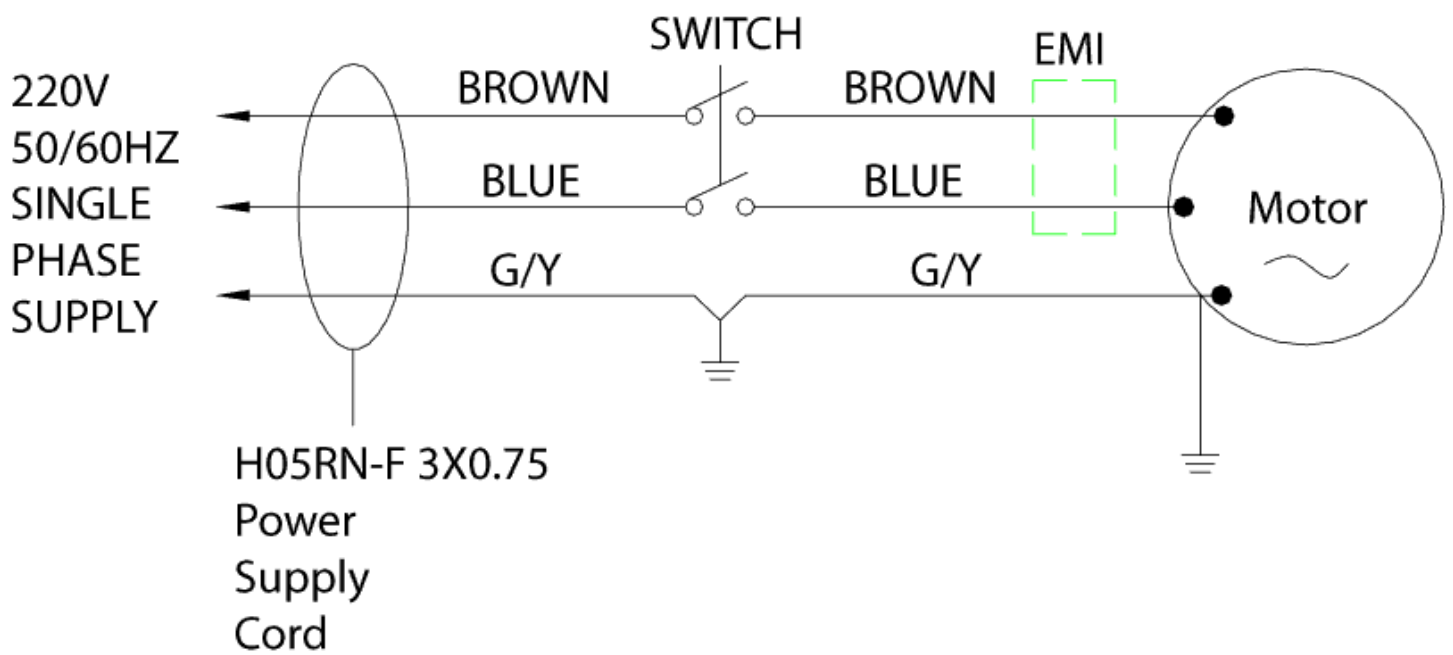 SWITCH
EMI
220V
50/60HZ
SINGLE
PHASE
SUPPLY
BROWN
BROWN
BLUE
BLUE
G/Y
G/Y
Motor
H05RN-F 3X0.75
Power
Supply
Cord